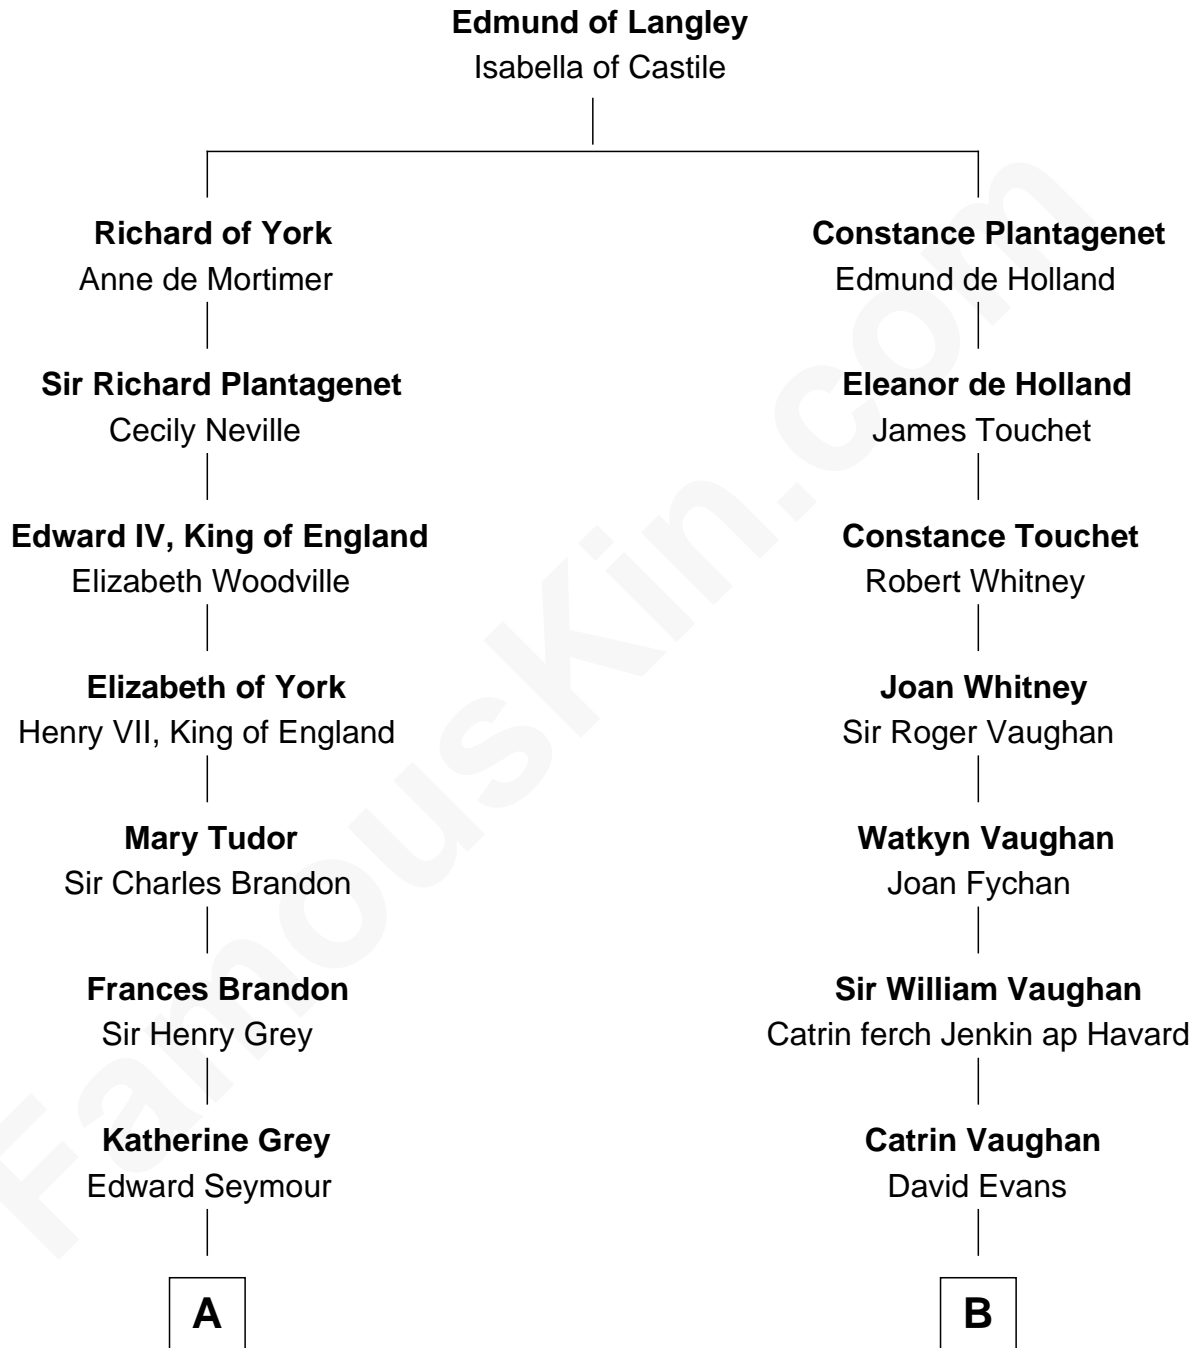 Edmund of Langley
Isabella of Castile
Richard of York
Anne de Mortimer
Sir Richard Plantagenet
Cecily Neville
Edward IV, King of England
Elizabeth Woodville
Elizabeth of York
Henry VII, King of England
Mary Tudor
Sir Charles Brandon
Frances Brandon
Sir Henry Grey
Katherine Grey
Edward Seymour
A
Constance Plantagenet
Edmund de Holland
Eleanor de Holland
James Touchet
Constance Touchet
Robert Whitney
Joan Whitney
Sir Roger Vaughan
Watkyn Vaughan
Joan Fychan
Sir William Vaughan
Catrin ferch Jenkin ap Havard
Catrin Vaughan
David Evans
B
FamousKin.com